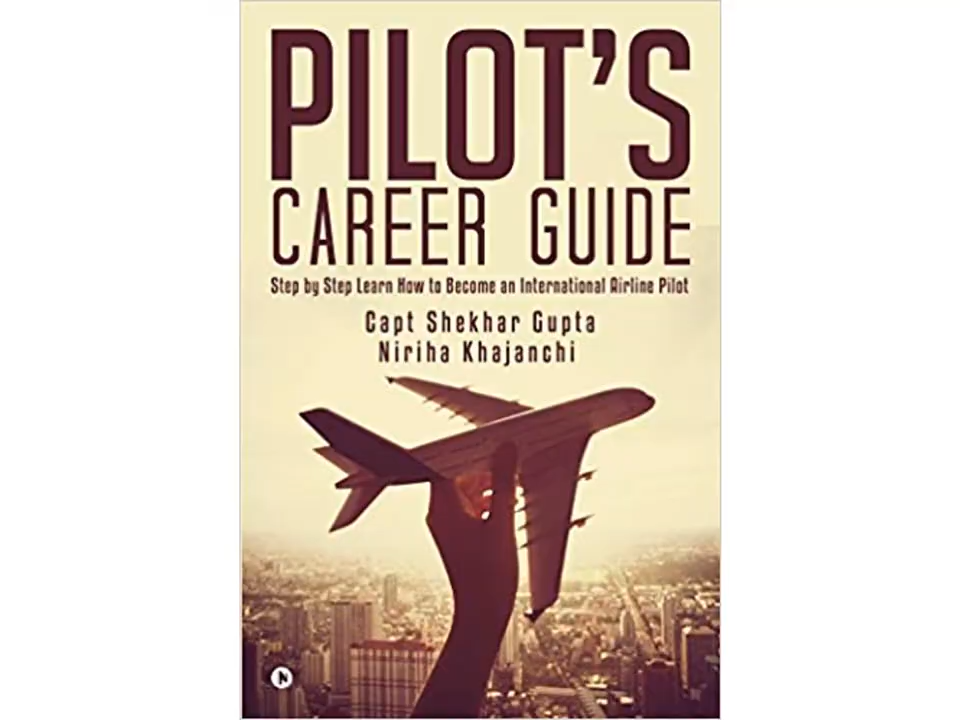 PILOT'S
CAREER GUIDE
Step by Step Learn How to Become an International Airline Pilot
Capt Shekhar Gupta
Niriha Khajanchi
N